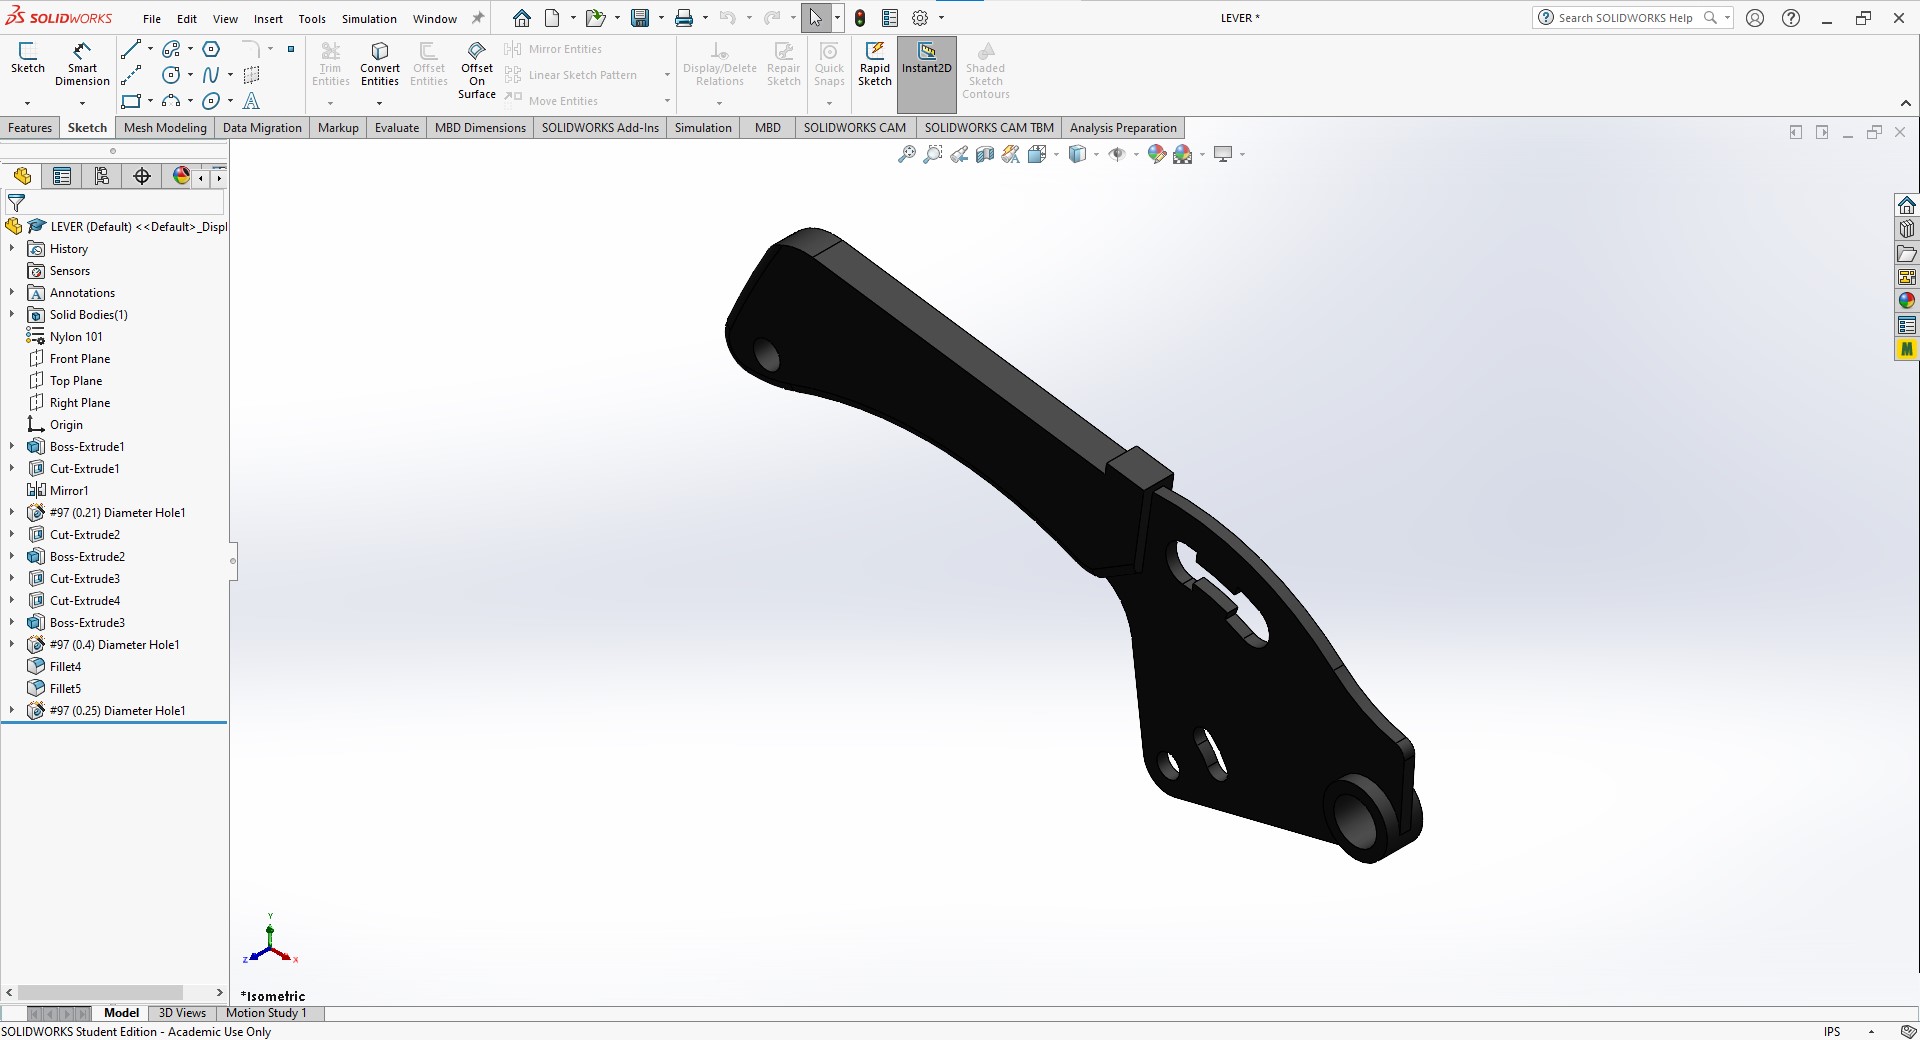 SOLIDWORKS
File Edit View Insert Tools Simulation Window
LEVER *
Search SOLIDWORKS Help
Sketch
Smart Dimension
Trim Entities
Convert Entities
Offset Entities
Offset On Surface
Mirror Entities
Linear Sketch Pattern
Move Entities
Display/Delete Relations
Repair Sketch
Quick Snaps
Rapid Sketch
Instant2D
Shaded Sketch Contours
Features Sketch Mesh Modeling Data Migration Markup Evaluate MBD Dimensions SOLIDWORKS Add-Ins Simulation MBD SOLIDWORKS CAM SOLIDWORKS CAM TBM Analysis Preparation
LEVER (Default) <<Default>_Displ
History
Sensors
Annotations
Solid Bodies(1)
Nylon 101
Front Plane
Top Plane
Right Plane
Origin
Boss-Extrude1
Cut-Extrude1
Mirror1
#97 (0.21) Diameter Hole1
Cut-Extrude2
Boss-Extrude2
Cut-Extrude3
Cut-Extrude4
Boss-Extrude3
#97 (0.4) Diameter Hole1
Fillet4
Fillet5
#97 (0.25) Diameter Hole1
M
Y
Z
X
*Isometric
Model 3D Views Motion Study 1
SOLIDWORKS Student Edition - Academic Use Only
IPS